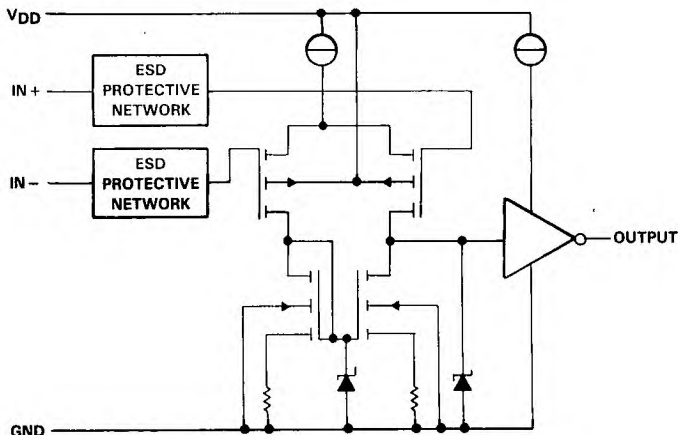 VDD
ESD
PROTECTIVE
NETWORK
IN +
ESD
PROTECTIVE
NETWORK
IN −
OUTPUT
GND